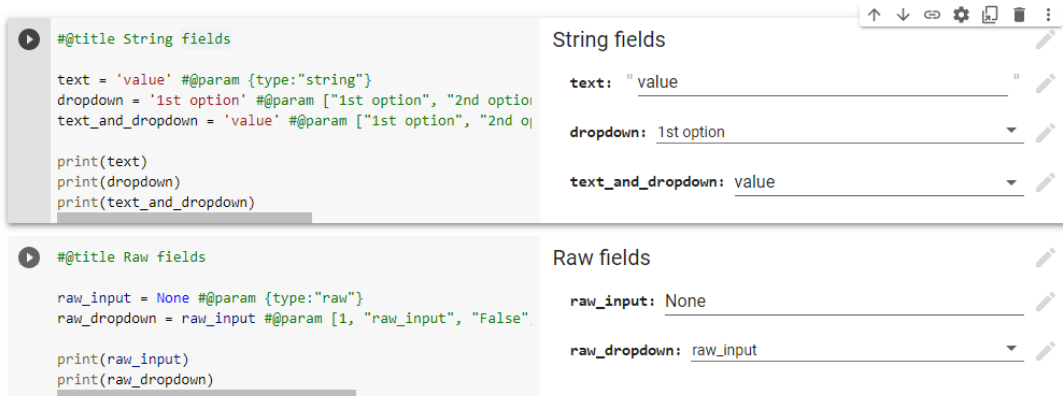 #@title String fields
text = 'value' #@param {type:"string"}
dropdown = '1st option' #@param ["1st option", "2nd option
text_and_dropdown = 'value' #@param ["1st option", "2nd op
print(text)
print(dropdown)
print(text_and_dropdown)
String fields
text: " value "
dropdown: 1st option
text_and_dropdown: value
#@title Raw fields
raw_input = None #@param {type:"raw"}
raw_dropdown = raw_input #@param [1, "raw_input", "False",
print(raw_input)
print(raw_dropdown)
Raw fields
raw_input: None
raw_dropdown: raw_input